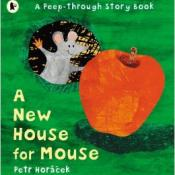 A Peep-Through Story Book
A
New
House
for Mouse
Petr Horáček